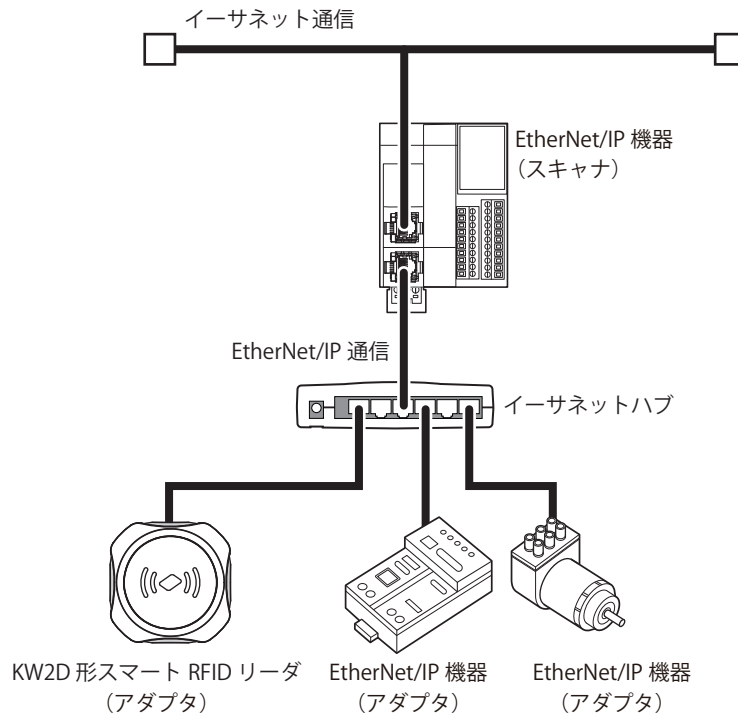 イーサネット通信
EtherNet/IP 機器
（スキャナ）
EtherNet/IP 通信
イーサネットハブ
KW2D 形スマート RFID リーダ
（アダプタ）
EtherNet/IP 機器
（アダプタ）
EtherNet/IP 機器
（アダプタ）